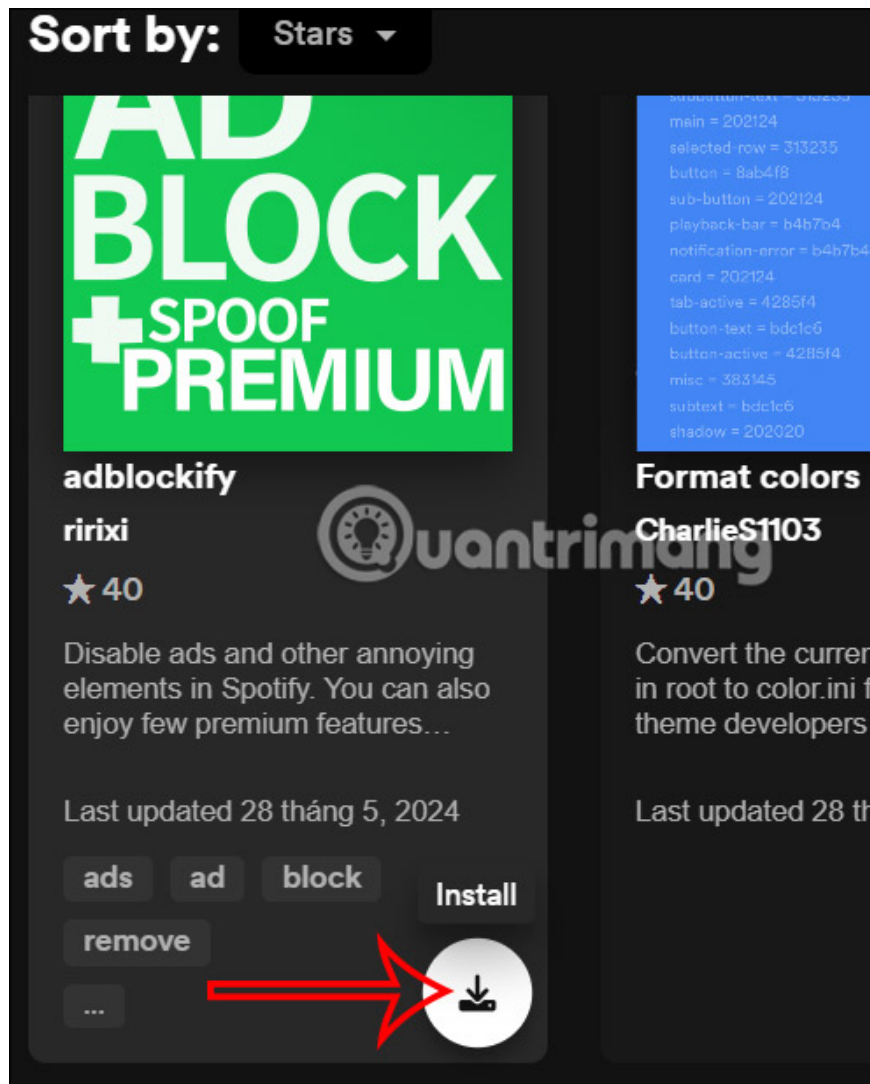 Sort by:
Stars
AD
BLOCK
SPOOF
PREMIUM
adblockify
ririxi
40
Disable ads and other annoying
elements in Spotify. You can also
enjoy few premium features...
Last updated 28 tháng 5, 2024
ads ad block
remove
...
Install
main = 202124
selected-row = 313235
button = 8ab4f8
sub-button = 202124
playback-bar = b4b7b4
notification-error = b4b7b4
card = 202124
tab-active = 4285f4
button-text = bdc1c6
button-active = 4285f4
misc = 383145
subtext = bdc1c6
shadow = 202020
Format colors
CharlieS1103
40
Convert the curren
in root to color.ini f
theme developers
Last updated 28 th
Quantrimang